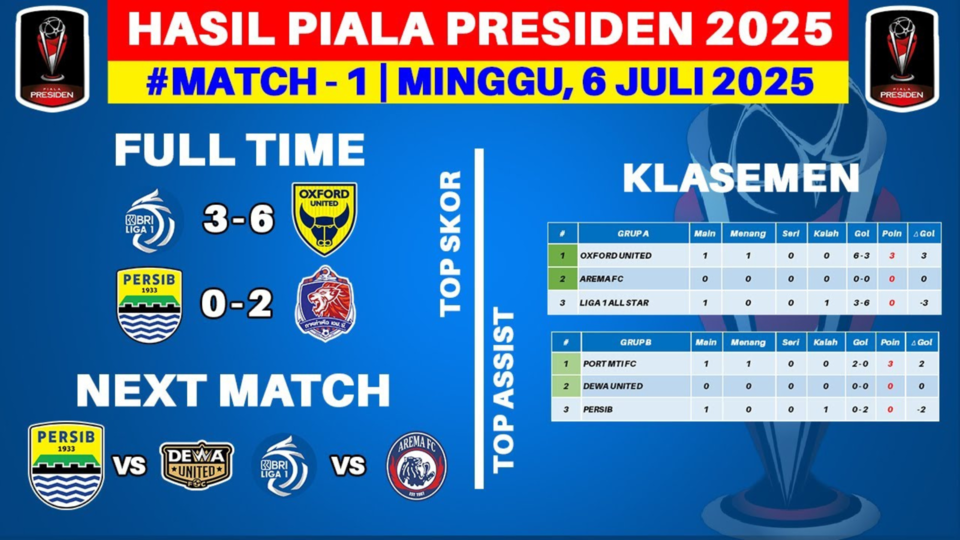 HASIL PIALA PRESIDEN 2025
#MATCH - 1 | MINGGU, 6 JULI 2025
PIALA
PRESIDEN
PIALA
PRESIDEN
FULL TIME
BRI
LIGA 1
3 - 6
OXFORD
UNITED
PERSIB
1933
0 - 2
NEXT MATCH
PERSIB
1933
VS
DEWA
UNITED
FC
BRI
LIGA 1
VS
AREMA FC
TOP SKOR
TOP ASSIST
KLASEMEN
# GRUP A Main Menang Seri Kalah Gol Poin △Gol
1 OXFORD UNITED 1 1 0 0 6-3 3 3
2 AREMA FC 0 0 0 0 0-0 0 0
3 LIGA 1 ALL STAR 1 0 0 1 3-6 0 -3
# GRUP B Main Menang Seri Kalah Gol Poin △Gol
1 PORT MTI FC 1 1 0 0 2-0 3 2
2 DEWA UNITED 0 0 0 0 0-0 0 0
3 PERSIB 1 0 0 1 0-2 0 -2